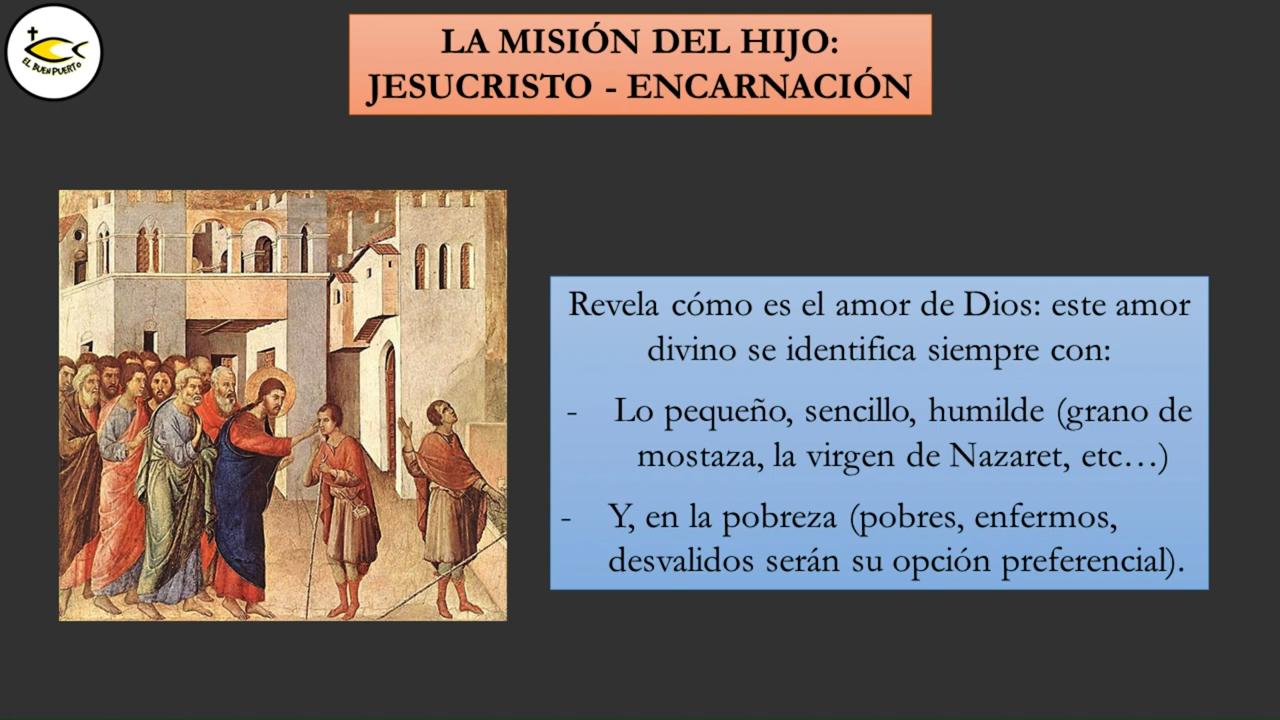 EL BUEN PUERTO
LA MISIÓN DEL HIJO:
JESUCRISTO - ENCARNACIÓN
Revela cómo es el amor de Dios: este amor
divino se identifica siempre con:
- Lo pequeño, sencillo, humilde (grano de
mostaza, la virgen de Nazaret, etc…)
- Y, en la pobreza (pobres, enfermos,
desvalidos serán su opción preferencial).